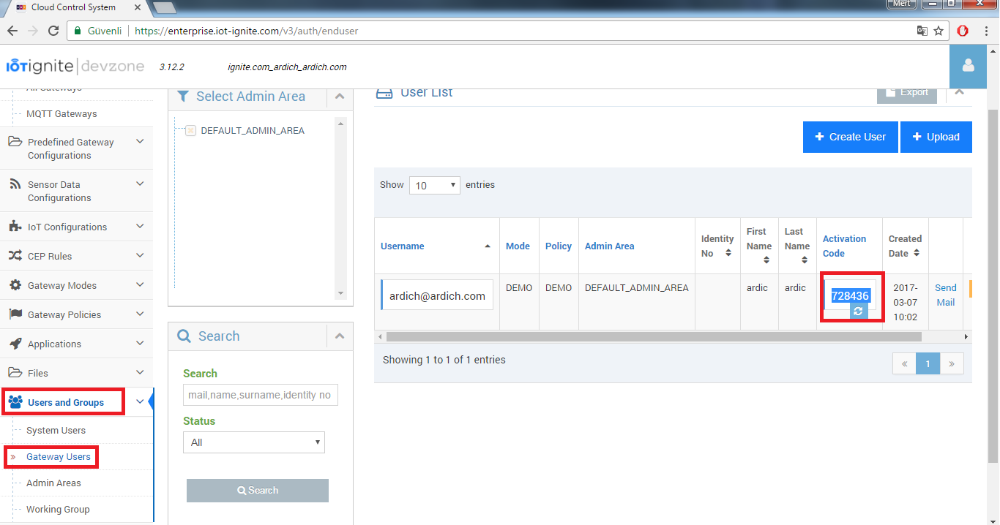 Cloud Control System
Mert
Güvenli
https://enterprise.iot-ignite.com/v3/auth/enduser
IOTignite|devzone
3.12.2
ignite.com_ardich_ardich.com
All Gateways
MQTT Gateways
Predefined Gateway
Configurations
Sensor Data
Configurations
IoT Configurations
CEP Rules
Gateway Modes
Gateway Policies
Applications
Files
Users and Groups
System Users
Gateway Users
Admin Areas
Working Group
Select Admin Area
DEFAULT_ADMIN_AREA
Search
Search
mail,name,surname,identity no
Status
All
Search
User List
Export
+ Create User
+ Upload
Show 10 entries
Username
Mode
Policy
Admin Area
Identity
No
First
Name
Last
Name
Activation
Code
Created
Date
ardich@ardich.com
DEMO
DEMO
DEFAULT_ADMIN_AREA
ardic
ardic
728436
2017-
03-07
10:02
Send
Mail
Showing 1 to 1 of 1 entries
«
1
»